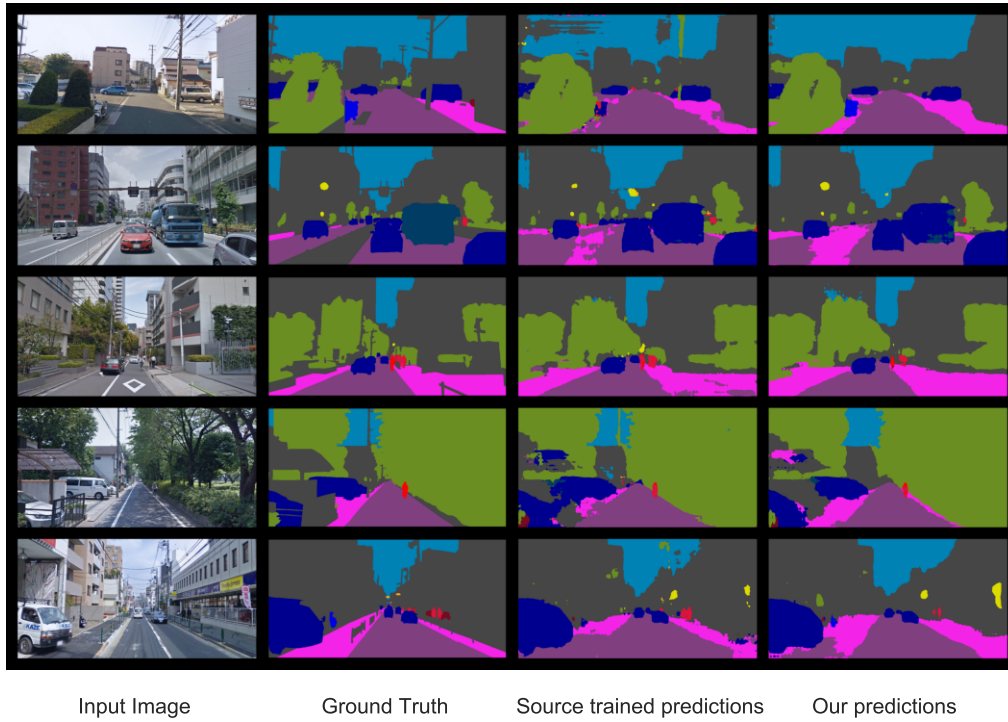 Input Image
Ground Truth
Source trained predictions
Our predictions